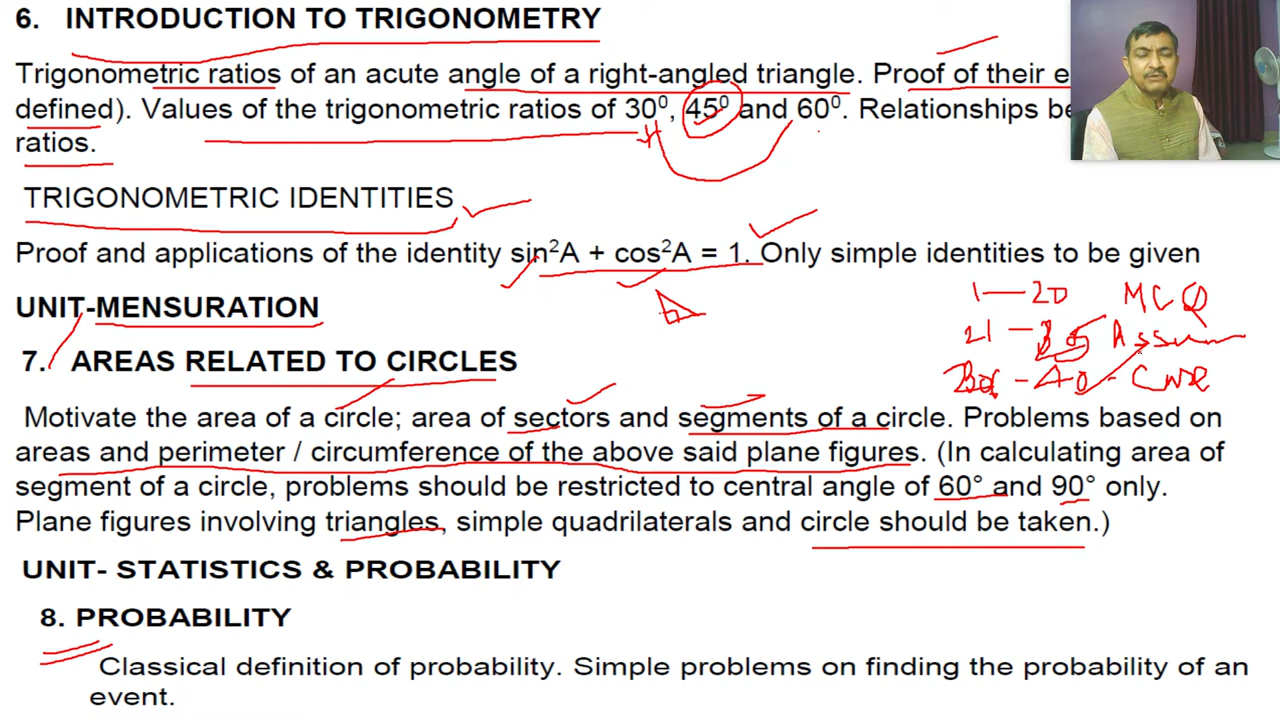 6. INTRODUCTION TO TRIGONOMETRY
Trigonometric ratios of an acute angle of a right-angled triangle. Proof of their
defined). Values of the trigonometric ratios of 30⁰, 45⁰ and 60⁰. Relationships
ratios.
TRIGONOMETRIC IDENTITIES
Proof and applications of the identity sin²A + cos²A = 1. Only simple identities to be given
UNIT-MENSURATION
1—20 MCQ
21 –
40 –
7. AREAS RELATED TO CIRCLES
Motivate the area of a circle; area of sectors and segments of a circle. Problems based on
areas and perimeter / circumference of the above said plane figures. (In calculating area of
segment of a circle, problems should be restricted to central angle of 60° and 90° only.
Plane figures involving triangles, simple quadrilaterals and circle should be taken.)
UNIT- STATISTICS & PROBABILITY
8. PROBABILITY
Classical definition of probability. Simple problems on finding the probability of an
event.